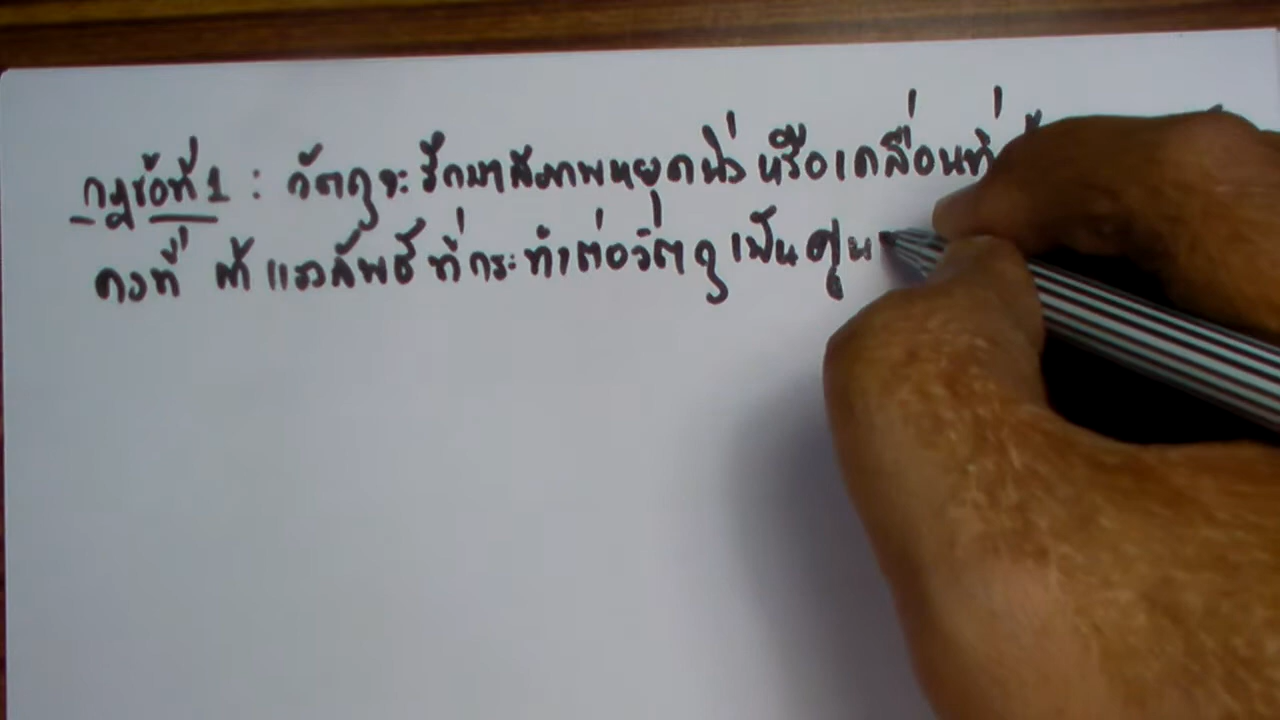 กฎข้อที่ 1 : วัตถุจะรักษาสภาพหยุดนิ่ง หรือเคลื่อนที่
คงที่ ถ้าแรงลัพธ์ที่กระทำต่อวัตถุเป็นศูน